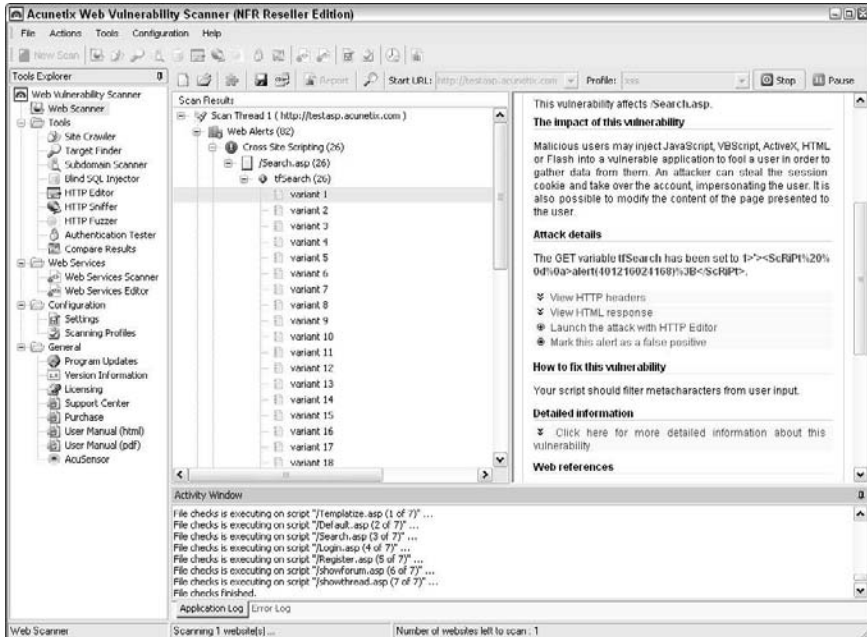 Acunetix Web Vulnerability Scanner (NFR Reseller Edition)
File Actions Tools Configuration Help
New Scan
Tools Explorer
Report
Start URL: http://testasp.acunetix.com
Profile: xss
Stop
Pause
Web Vulnerability Scanner
Web Scanner
Tools
Site Crawler
Target Finder
Subdomain Scanner
Blind SQL Injector
HTTP Editor
HTTP Sniffer
HTTP Fuzzer
Authentication Tester
Compare Results
Web Services
Web Services Scanner
Web Services Editor
Configuration
Settings
Scanning Profiles
General
Program Updates
Version Information
Licensing
Support Center
Purchase
User Manual (html)
User Manual (pdf)
AcuSensor
Scan Results
Scan Thread 1 ( http://testasp.acunetix.com )
Web Alerts (82)
Cross Site Scripting (26)
/Search.asp (26)
tfSearch (26)
variant 1
variant 2
variant 3
variant 4
variant 5
variant 6
variant 7
variant 8
variant 9
variant 10
variant 11
variant 12
variant 13
variant 14
variant 15
variant 16
variant 17
variant 18
This vulnerability affects /Search.asp.
The impact of this vulnerability
Malicious users may inject JavaScript, VBScript, ActiveX, HTML
or Flash into a vulnerable application to fool a user in order to
gather data from them. An attacker can steal the session
cookie and take over the account, impersonating the user. It is
also possible to modify the content of the page presented to
the user.
Attack details
The GET variable tfSearch has been set to 1>'><ScRiPt%20%
0d%0a>alert(401216024168)%3B</ScRiPt>.
View HTTP headers
View HTML response
Launch the attack with HTTP Editor
Mark this alert as a false positive
How to fix this vulnerability
Your script should filter metacharacters from user input.
Detailed information
Click here for more detailed information about this
vulnerability
Web references
Activity Window
File checks is executing on script "/Templatize.asp (1 of 7)" ...
File checks is executing on script "/Default.asp (2 of 7)" ...
File checks is executing on script "/Search.asp (3 of 7)" ...
File checks is executing on script "/Login.asp (4 of 7)" ...
File checks is executing on script "/Register.asp (5 of 7)" ...
File checks is executing on script "/showforum.asp (6 of 7)" ...
File checks is executing on script "/showthread.asp (7 of 7)" ...
File checks finished.
Application Log Error Log
Web Scanner
Scanning 1 website(s) ...
Number of websites left to scan : 1